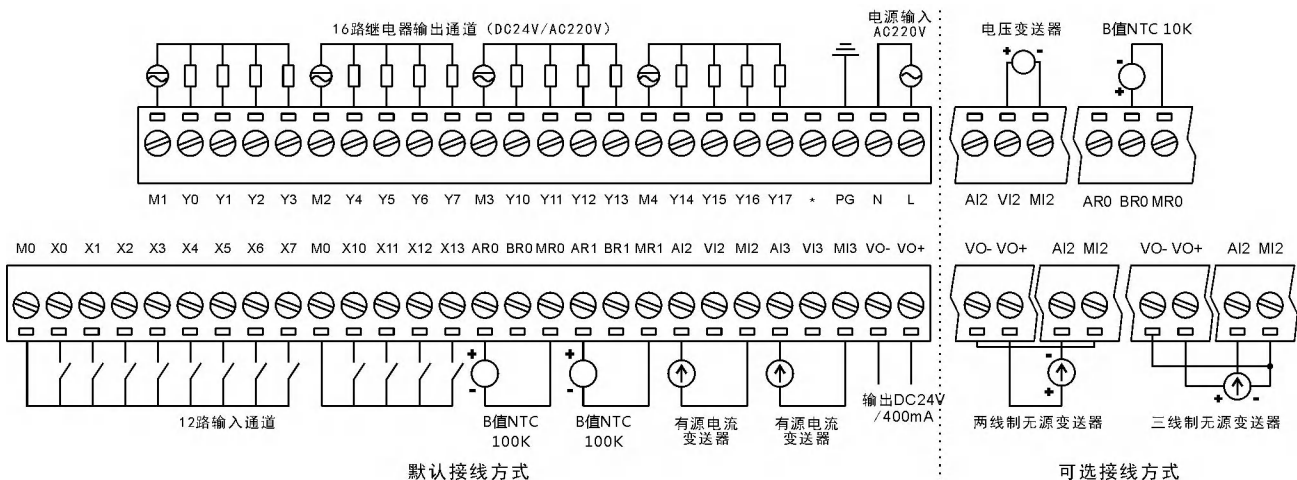 16路继电器输出通道（DC24V/AC220V）
电源输入
AC220V
电压变送器
B值NTC 10K
M1 Y0 Y1 Y2 Y3 M2 Y4 Y5 Y6 Y7 M3 Y10 Y11 Y12 Y13 M4 Y14 Y15 Y16 Y17 * PG N L
AI2 VI2 MI2
AR0 BR0 MR0
M0 X0 X1 X2 X3 X4 X5 X6 X7 M0 X10 X11 X12 X13 AR0 BR0 MR0 AR1 BR1 MR1 AI2 VI2 MI2 AI3 VI3 MI3 VO- VO+
VO- VO+ AI2 MI2
VO- VO+ AI2 MI2
12路输入通道
B值NTC
100K
B值NTC
100K
有源电流
变送器
有源电流
变送器
输出DC24V
/400mA
两线制无源变送器
三线制无源变送器
默认接线方式
可选接线方式